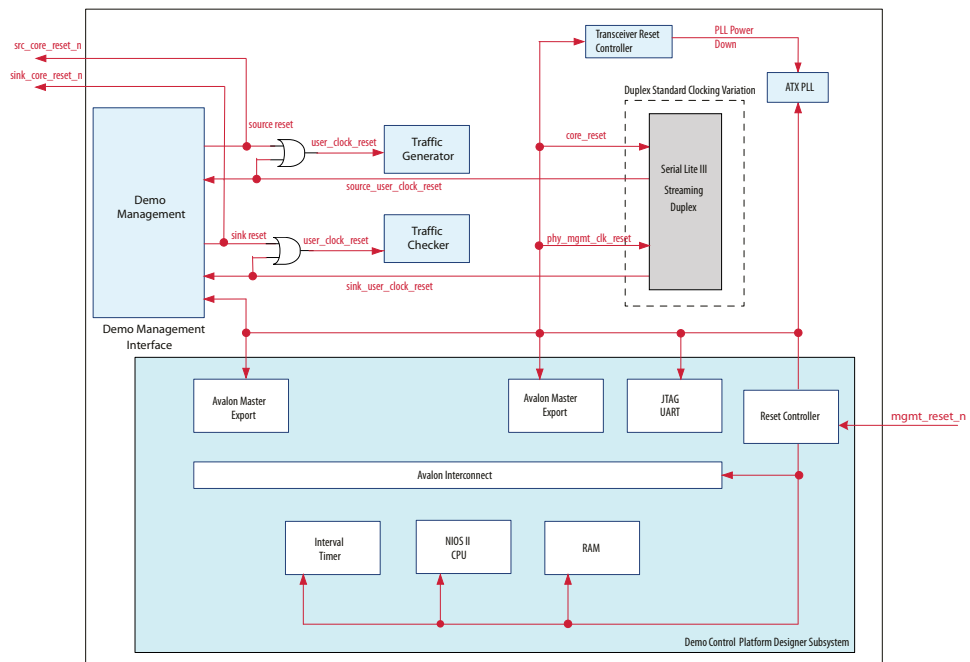 Transceiver Reset
Controller
PLL Power
Down
src_core_reset_n
sink_core_reset_n
ATX PLL
Duplex Standard Clocking Variation
source reset
user_clock_reset
Traffic
Generator
core_reset
Serial Lite III
Streaming
Duplex
source_user_clock_reset
Demo
Management
sink reset
user_clock_reset
Traffic
Checker
phy_mgmt_clk_reset
sink_user_clock_reset
Demo Management
Interface
Avalon Master
Export
Avalon Master
Export
JTAG
UART
Reset Controller
mgmt_reset_n
Avalon Interconnect
Interval
Timer
NIOS II
CPU
RAM
Demo Control Platform Designer Subsystem